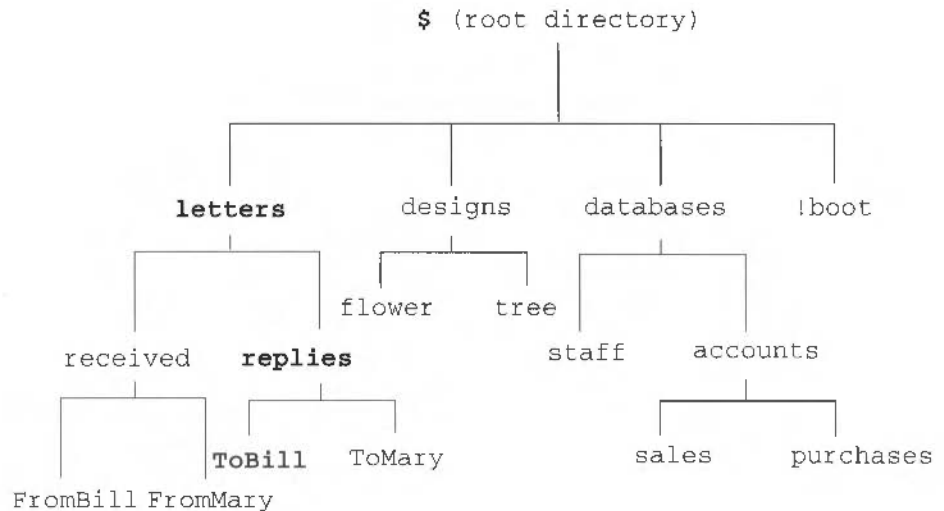 $ (root directory)
letters designs databases !boot
flower tree
received replies staff accounts
ToBill ToMary sales purchases
FromBill FromMary